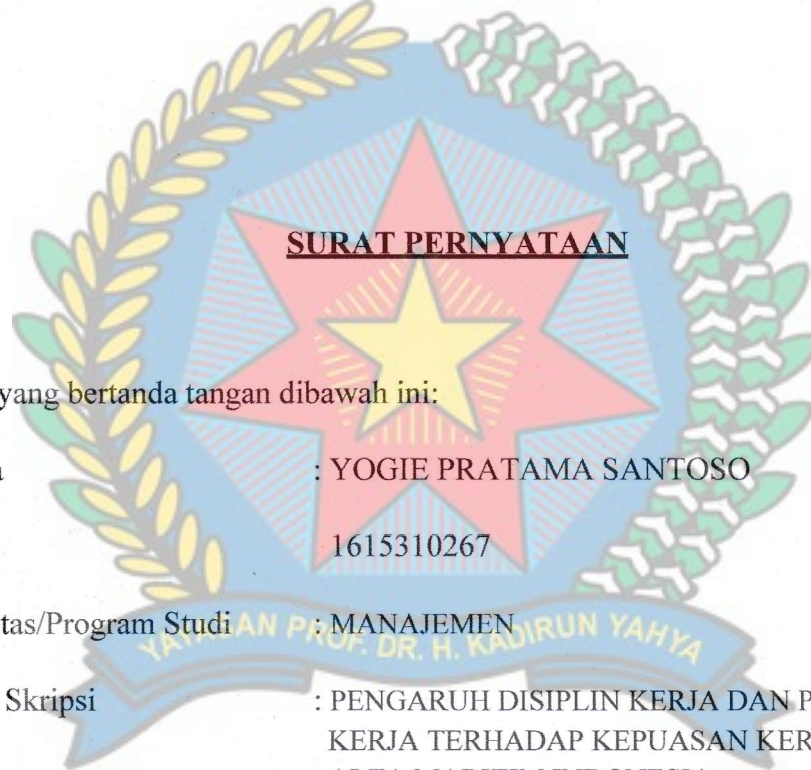 SURAT PERNYATAAN
yang bertanda tangan dibawah ini:
: YOGIE PRATAMA SANTOSO
1615310267
tas/Program Studi : MANAJEMEN
YAYASAN PROF. DR. H. KADIRUN YAHYA
Skripsi : PENGARUH DISIPLIN KERJA DAN P
KERJA TERHADAP KEPUASAN KER